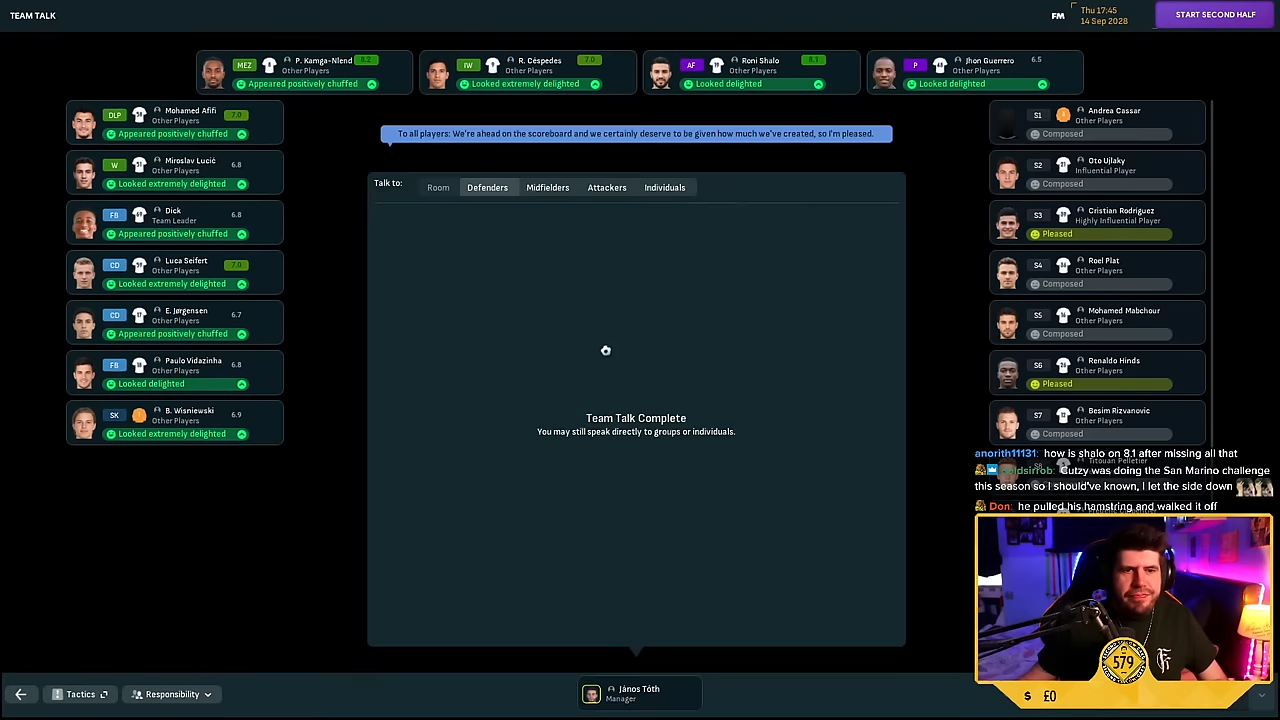 TEAM TALK
FM
Thu 17:45
14 Sep 2028
START SECOND HALF
MEZ
P. Kamga-Nlend
8.2
Other Players
Appeared positively chuffed
IW
R. Céspedes
7.0
Other Players
Looked extremely delighted
AF
Roni Shalo
8.1
Other Players
Looked delighted
P
Jhon Guerrero
6.5
Other Players
Looked delighted
DLP
Mohamed Afifi
7.0
Other Players
Appeared positively chuffed
W
Miroslav Lucić
6.8
Other Players
Looked extremely delighted
FB
Dick
6.8
Team Leader
Appeared positively chuffed
CD
Luca Seifert
7.0
Other Players
Looked extremely delighted
CD
E. Jørgensen
6.7
Other Players
Appeared positively chuffed
FB
Paulo Vidazinha
6.8
Other Players
Looked delighted
SK
B. Wisniewski
6.9
Other Players
Looked extremely delighted
To all players: We're ahead on the scoreboard and we certainly deserve to be given how much we've created, so I'm pleased.
Talk to:
Room
Defenders
Midfielders
Attackers
Individuals
Team Talk Complete
You may still speak directly to groups or individuals.
S1
Andrea Cassar
Other Players
Composed
S2
Oto Ujlaky
Influential Player
Composed
S3
Cristian Rodríguez
Highly Influential Player
Pleased
S4
Roel Plat
Other Players
Composed
S5
Mohamed Mabchour
Other Players
Composed
S6
Renaldo Hinds
Other Players
Pleased
S7
Besim Rizvanovic
Other Players
Composed
Titouan Pelletier
anorith11131: how is shalo on 8.1 after missing all that
Cutzy was doing the San Marino challenge
this season so I should've known, I let the side down
Don: he pulled his hamstring and walked it off
579
$ £0
Tactics
Responsibility
János Tóth
Manager